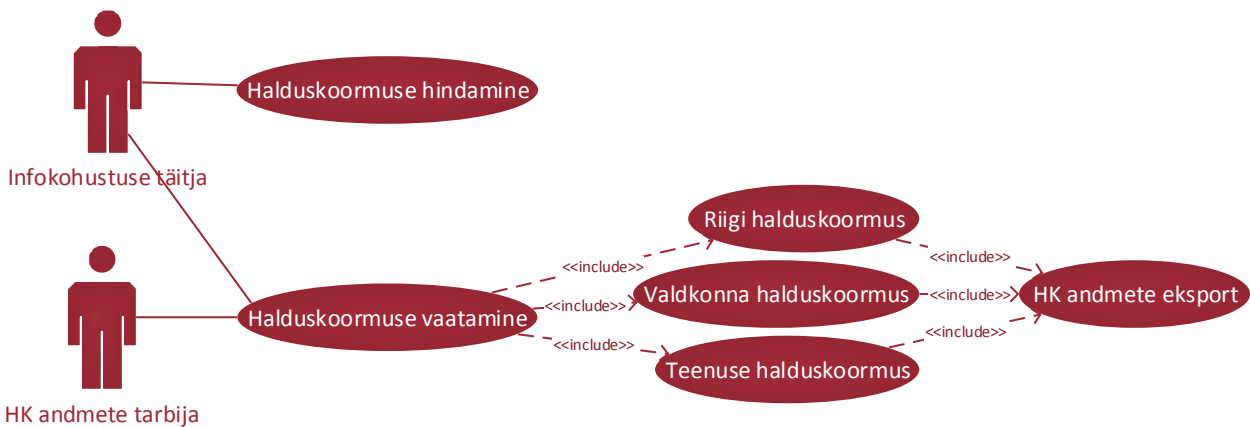 Halduskoormuse hindamine
Infokohustuse täitja
Riigi halduskoormus
<<include>>
<<include>>
Valdkonna halduskoormus
<<include>>
HK andmete eksport
<<include>>
Halduskoormuse vaatamine
<<include>>
<<include>>
Teenuse halduskoormus
HK andmete tarbija